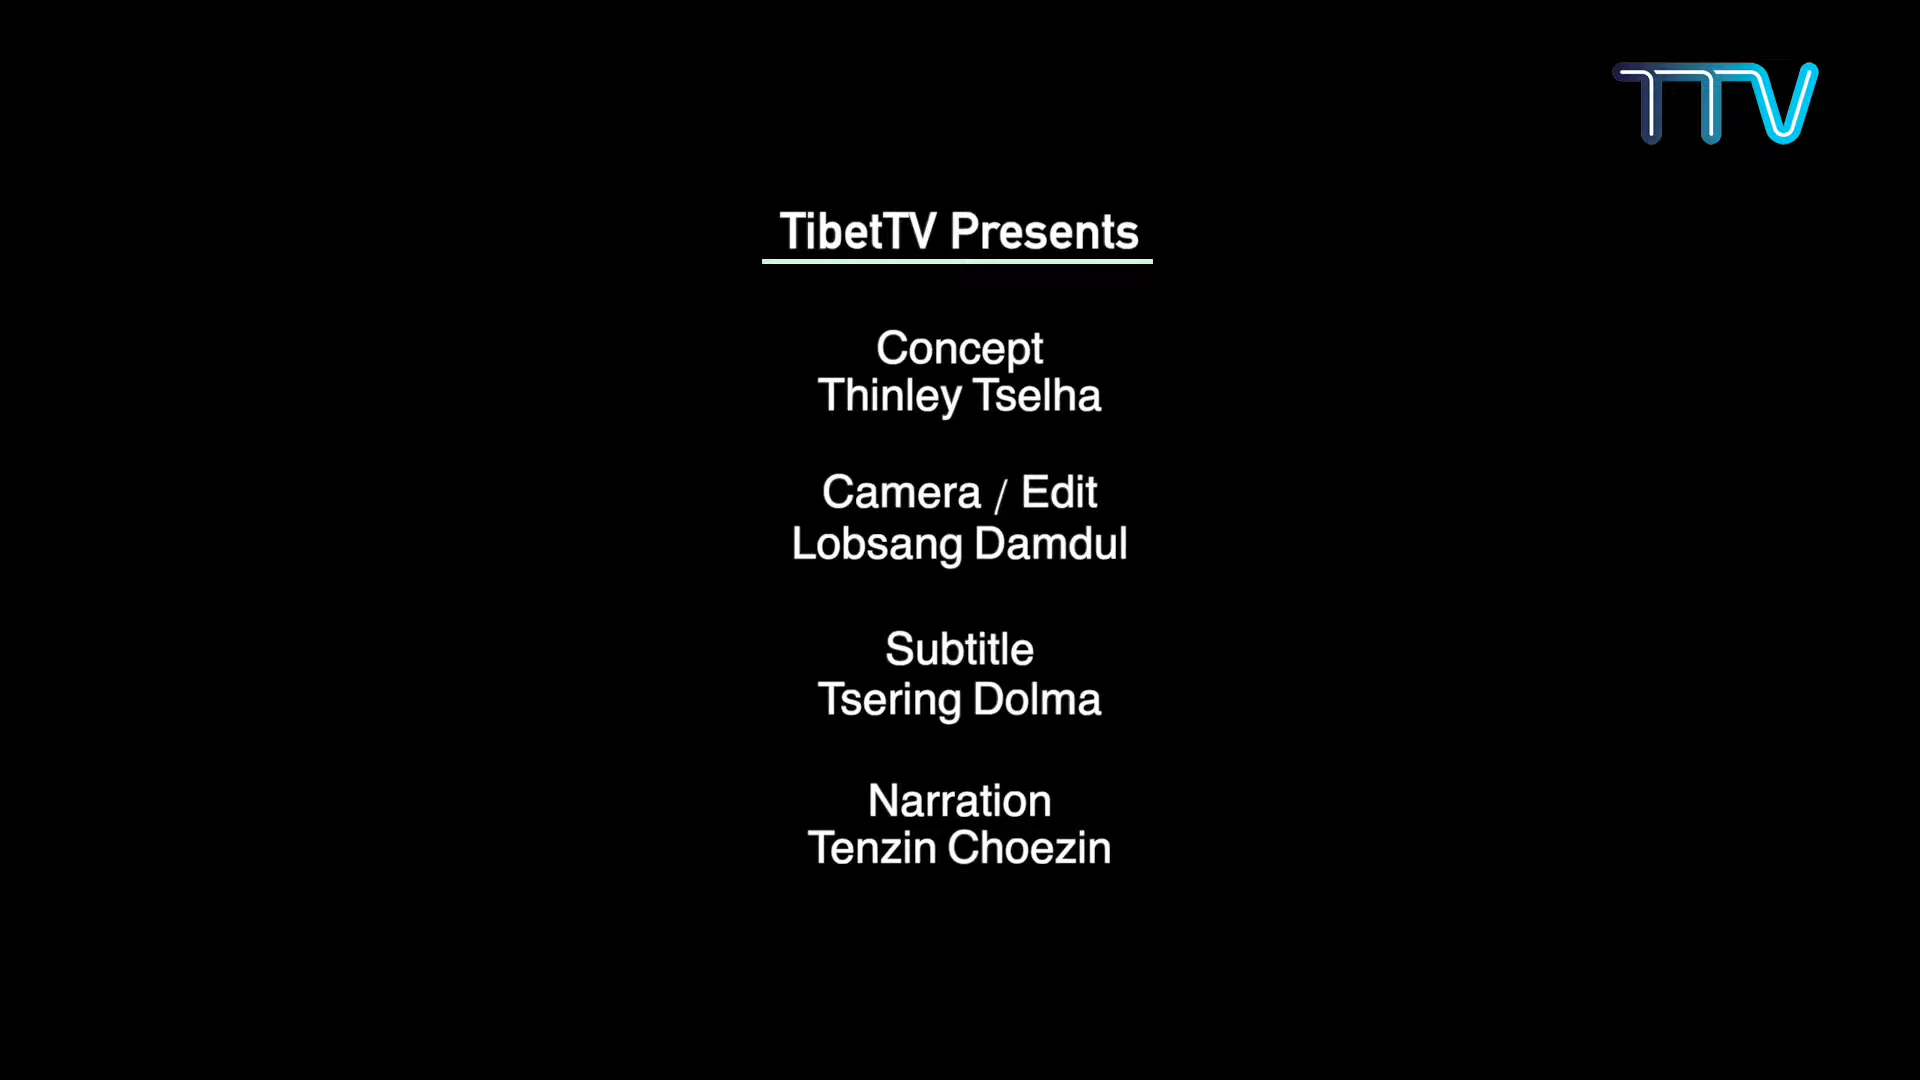 TTV
TibetTV Presents
Concept
Thinley Tselha
Camera / Edit
Lobsang Damdul
Subtitle
Tsering Dolma
Narration
Tenzin Choezin